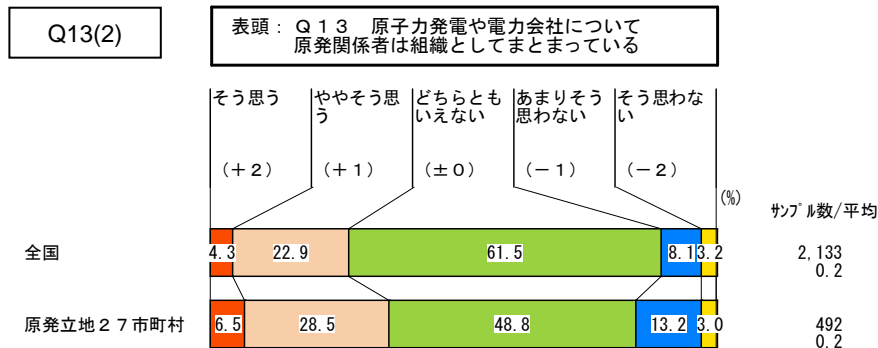 Q13(2)
表頭： Ｑ１３　原子力発電や電力会社について
原発関係者は組織としてまとまっている
そう思う
ややそう思
う
どちらとも
いえない
あまりそう
思わない
そう思わな
い
（＋２）
（＋１）
（±０）
（－１）
（－２）
(%)
ｻﾝﾌﾟﾙ数/平均
全国
4.3
22.9
61.5
8.1
3.2
2,133
0.2
原発立地２７市町村
6.5
28.5
48.8
13.2
3.0
492
0.2